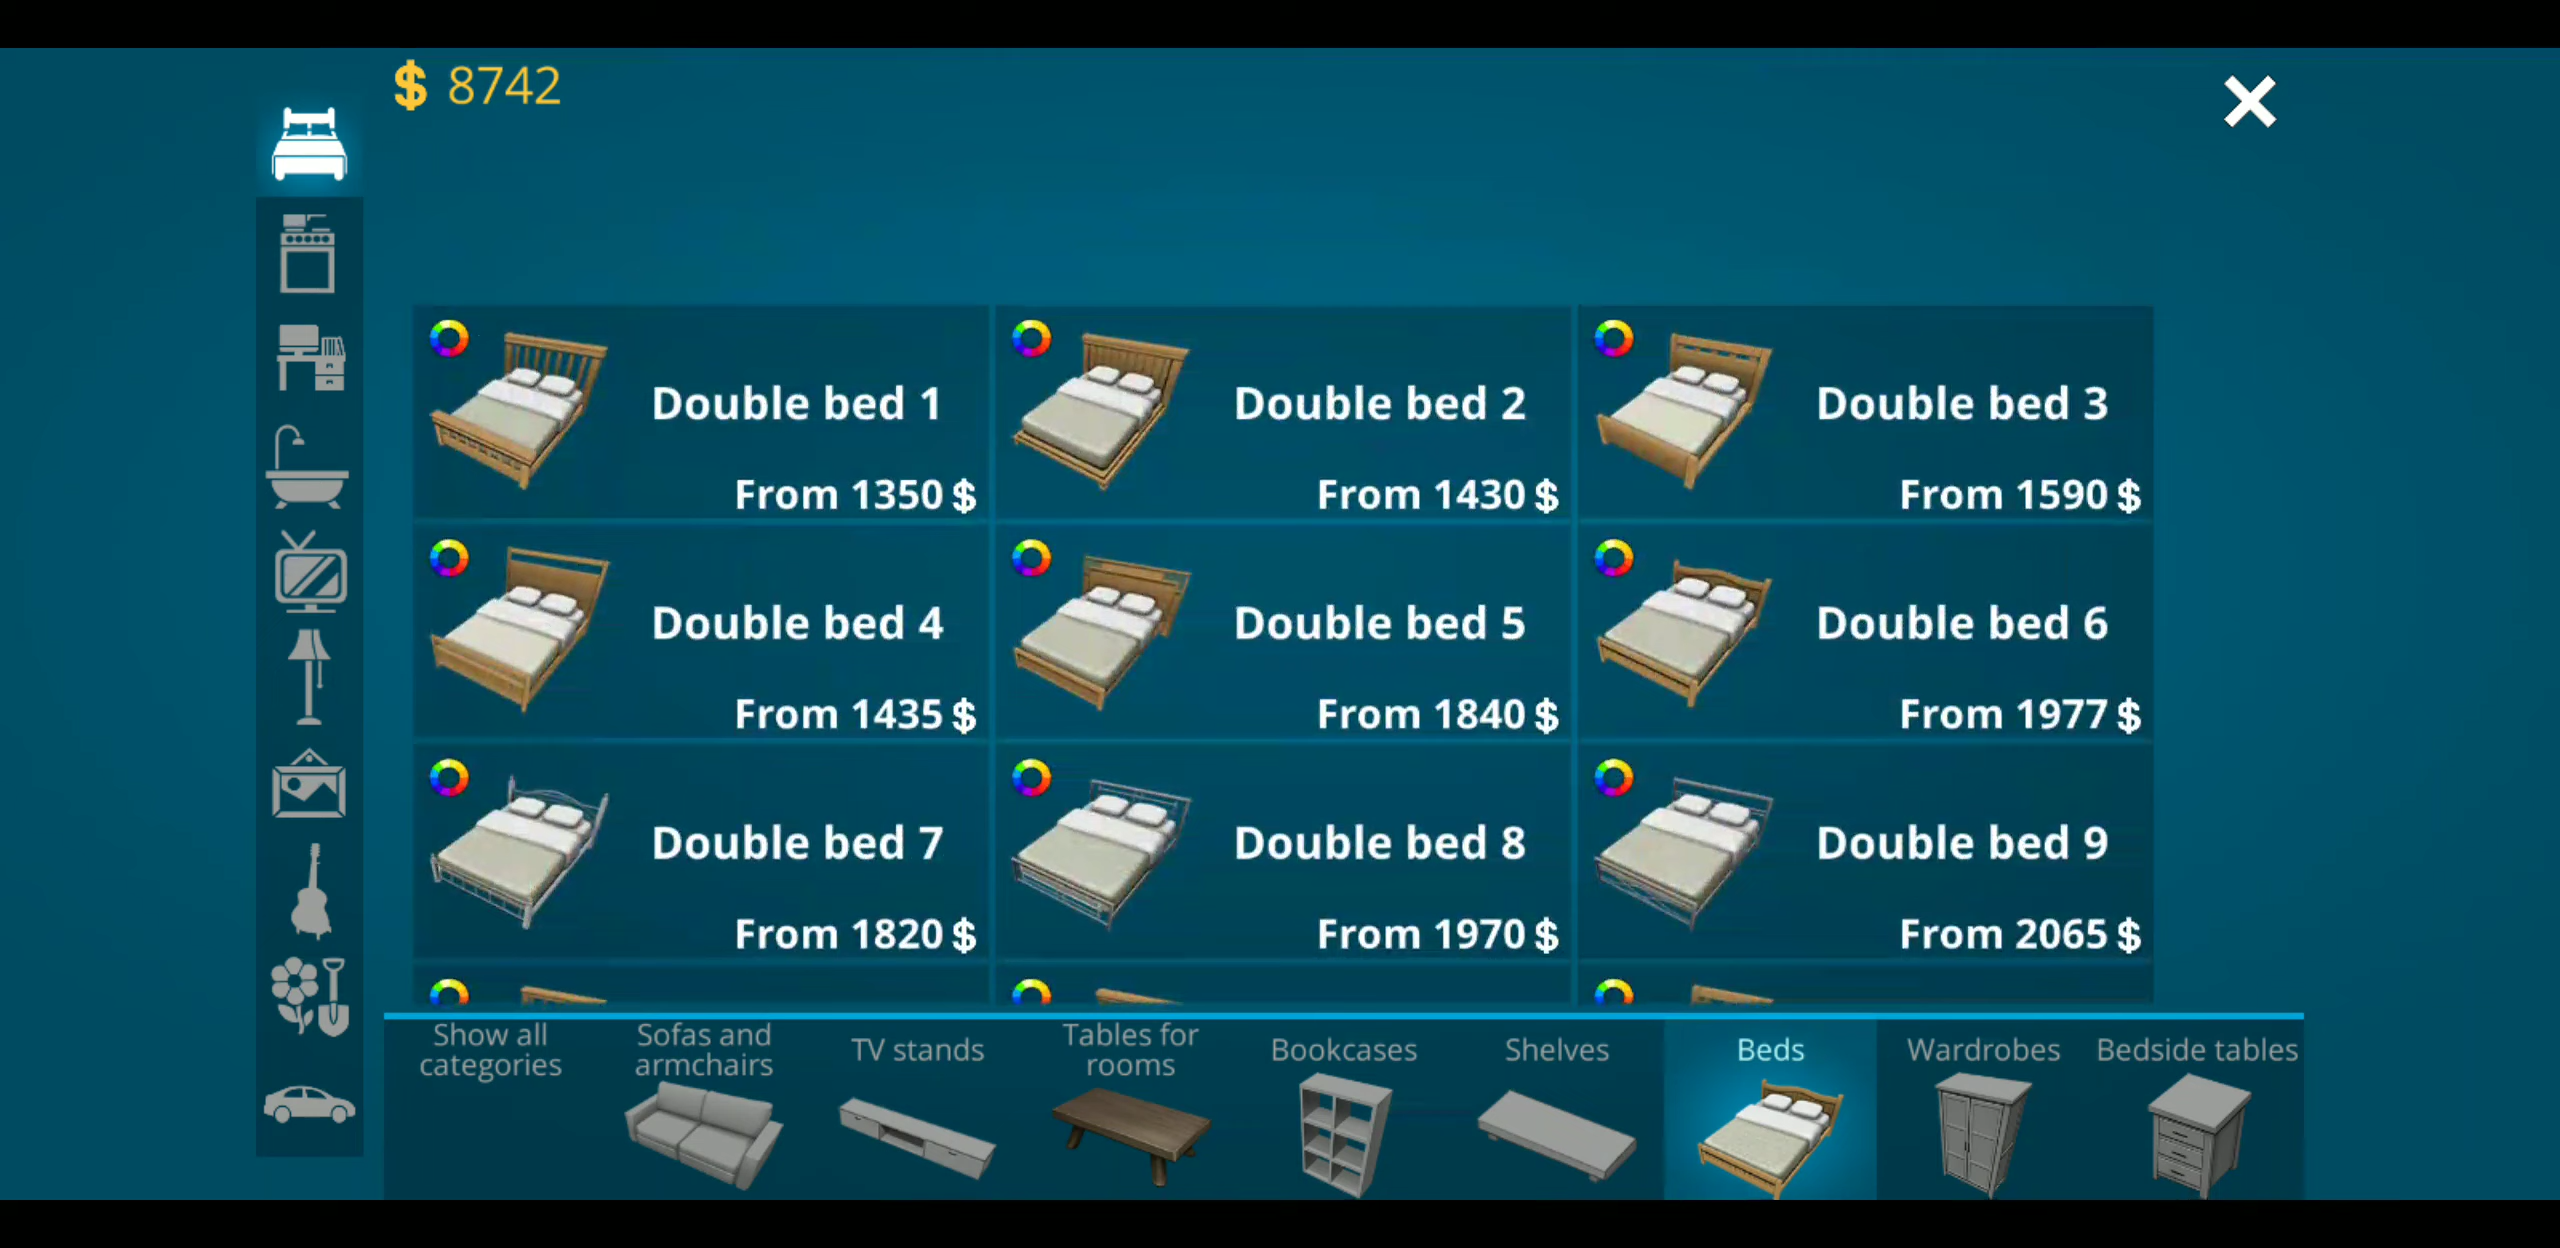 $ 8742
Double bed 1
From 1350 $
Double bed 2
From 1430 $
Double bed 3
From 1590 $
Double bed 4
From 1435 $
Double bed 5
From 1840 $
Double bed 6
From 1977 $
Double bed 7
From 1820 $
Double bed 8
From 1970 $
Double bed 9
From 2065 $
Show all
categories
Sofas and
armchairs
TV stands
Tables for
rooms
Bookcases
Shelves
Beds
Wardrobes
Bedside tables